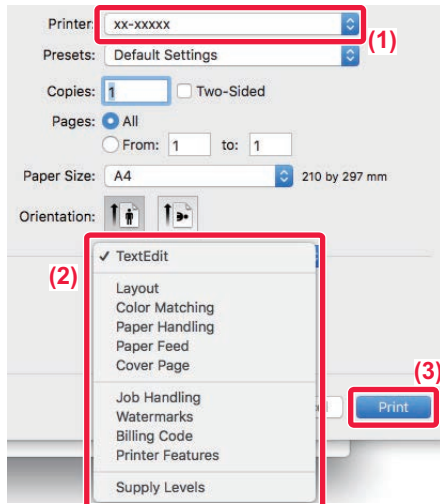 Printer: xx-xxxxx
(1)
Presets: Default Settings
Copies: 1 Two-Sided
Pages: All
From: 1 to: 1
Paper Size: A4 210 by 297 mm
Orientation:
(2)
✓ TextEdit
Layout
Color Matching
Paper Handling
Paper Feed
Cover Page
Job Handling
Watermarks
Billing Code
Printer Features
Supply Levels
(3)
Print